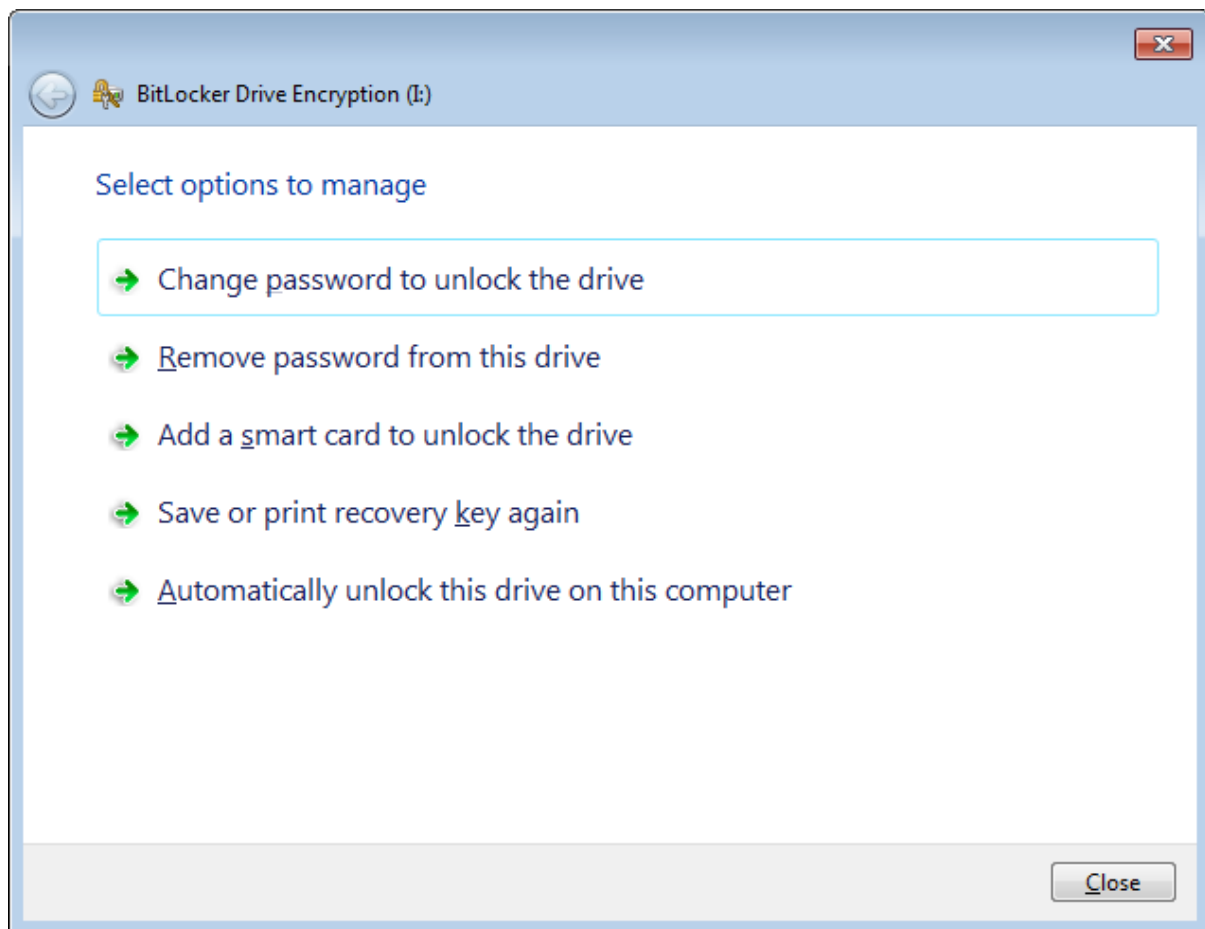 BitLocker Drive Encryption (I:)
Select options to manage
Change password to unlock the drive
Remove password from this drive
Add a smart card to unlock the drive
Save or print recovery key again
Automatically unlock this drive on this computer
Close